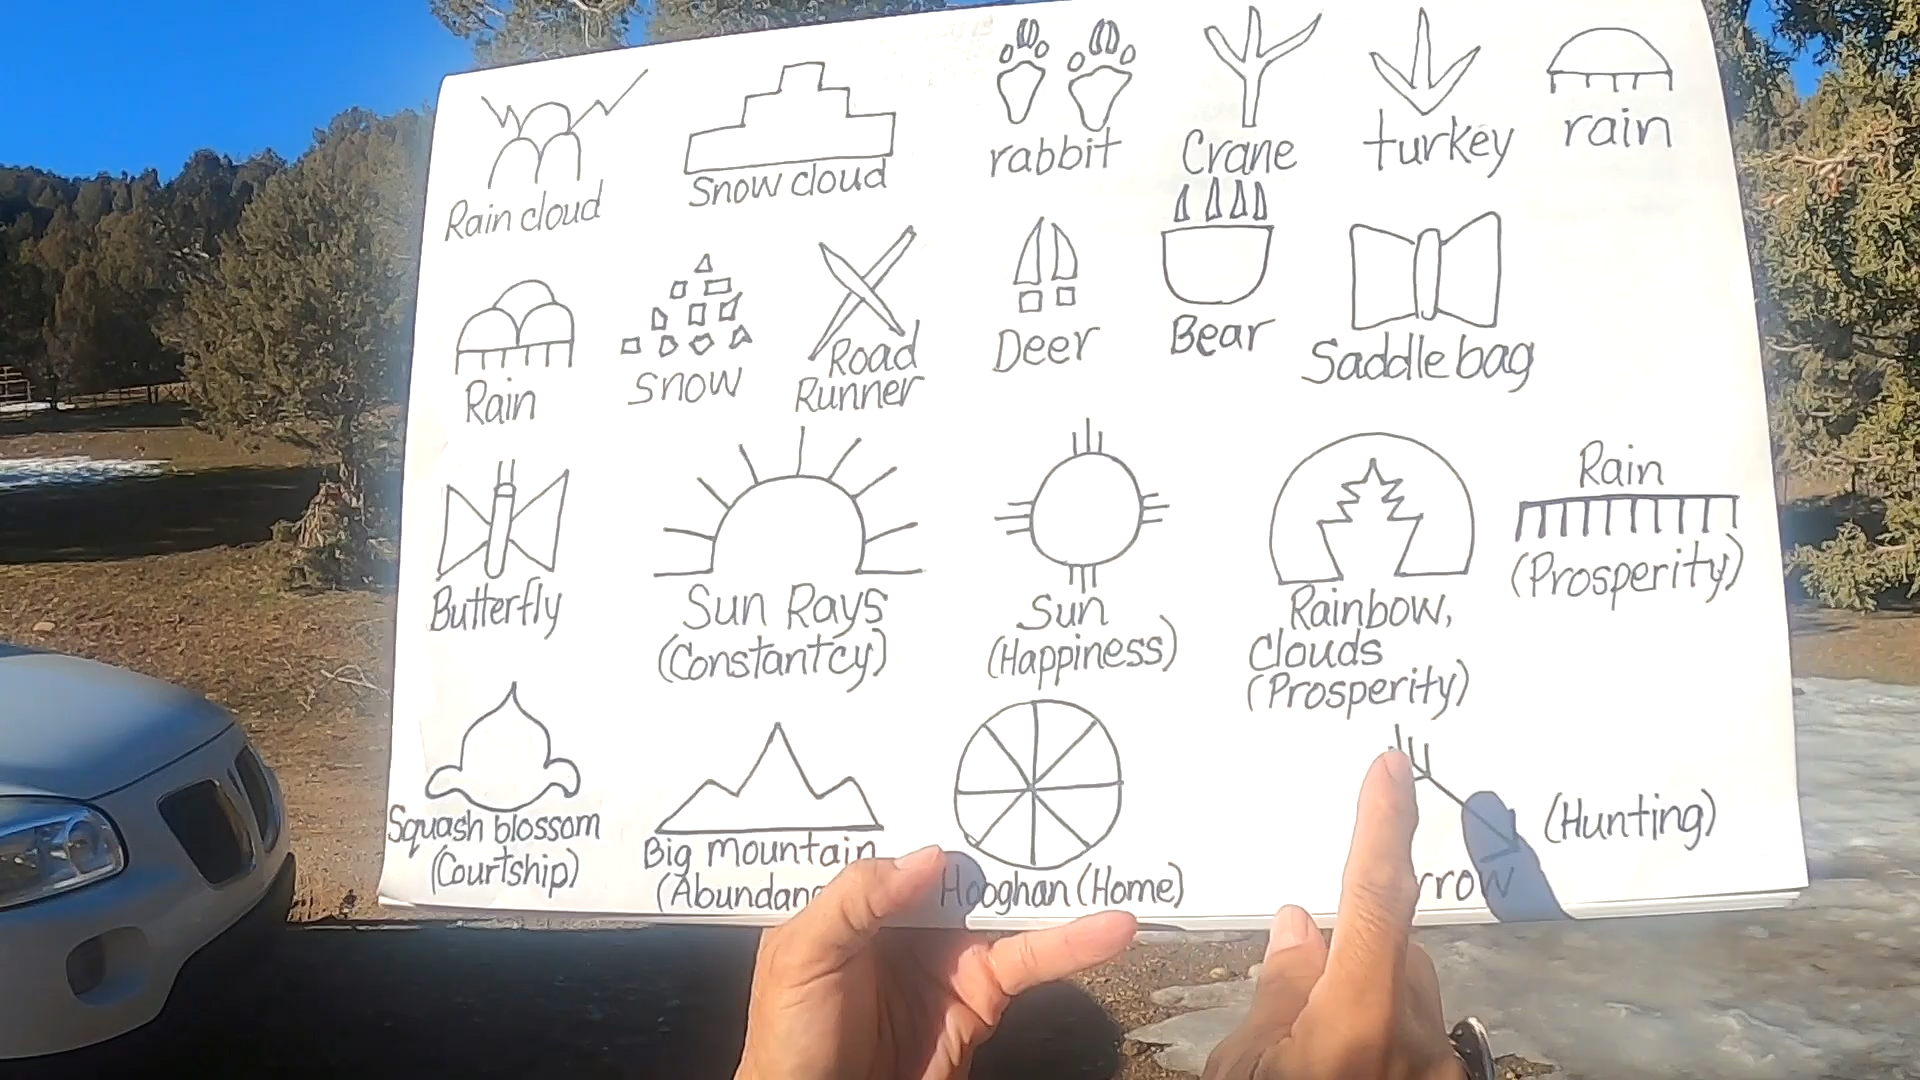 Rain cloud
Snow cloud
rabbit
Crane
turkey
rain
Rain
Snow
Road
Runner
Deer
Bear
Saddle bag
Butterfly
Sun Rays
(Constantcy)
Sun
(Happiness)
Rainbow,
Clouds
(Prosperity)
Rain
(Prosperity)
Squash blossom
(Courtship)
Big mountain
Hooghan (Home)
(Hunting)